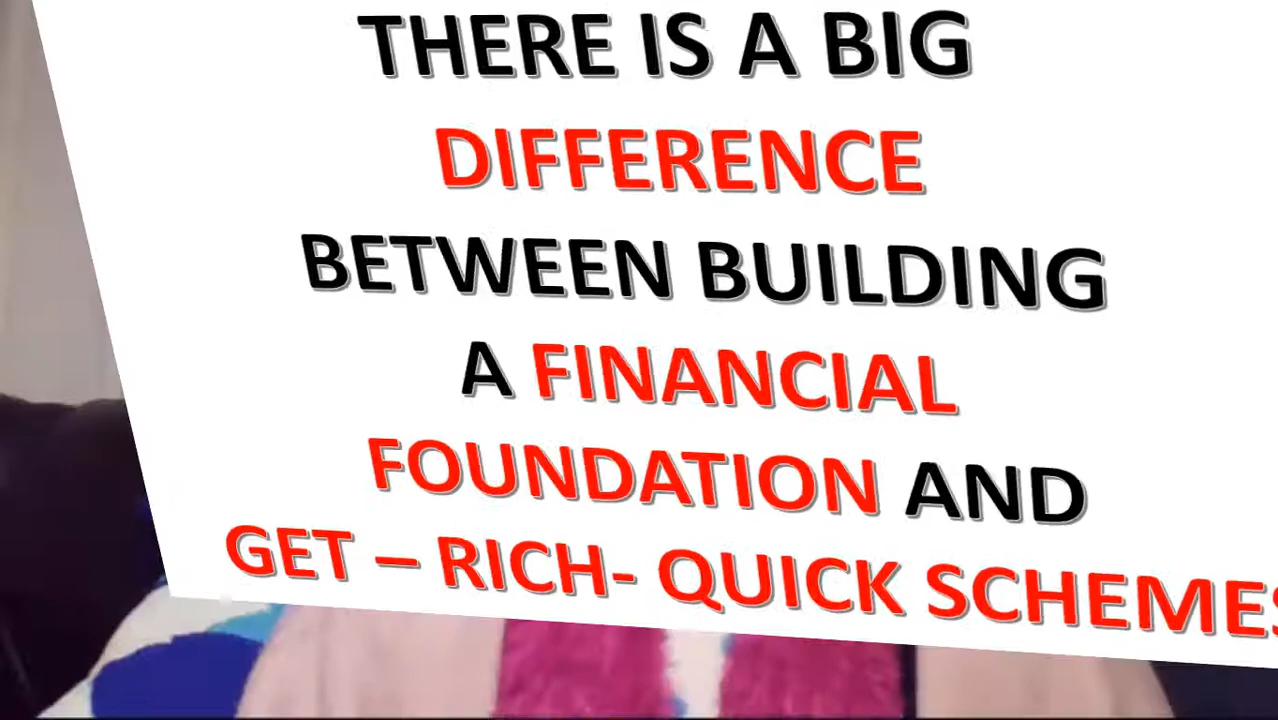 THERE IS A BIG
DIFFERENCE
BETWEEN BUILDING
A FINANCIAL
FOUNDATION AND
GET – RICH- QUICK SCHEMES